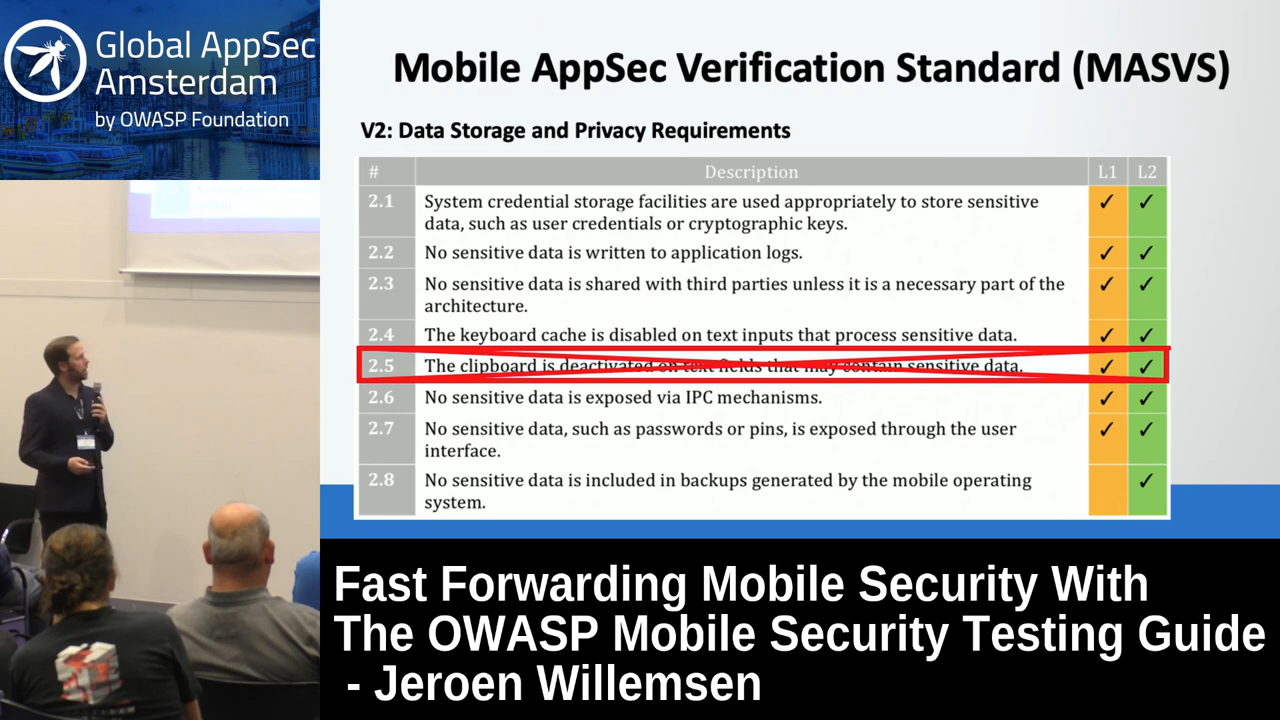 Global AppSec
Amsterdam
by OWASP Foundation
Mobile AppSec Verification Standard (MASVS)
V2: Data Storage and Privacy Requirements
# Description L1 L2
2.1 System credential storage facilities are used appropriately to store sensitive ✓ ✓
data, such as user credentials or cryptographic keys.
2.2 No sensitive data is written to application logs. ✓ ✓
2.3 No sensitive data is shared with third parties unless it is a necessary part of the ✓ ✓
architecture.
2.4 The keyboard cache is disabled on text inputs that process sensitive data. ✓ ✓
2.5 The clipboard is deactivated on text fields that may contain sensitive data. ✓ ✓
2.6 No sensitive data is exposed via IPC mechanisms. ✓ ✓
2.7 No sensitive data, such as passwords or pins, is exposed through the user ✓ ✓
interface.
2.8 No sensitive data is included in backups generated by the mobile operating ✓
system.
Fast Forwarding Mobile Security With
The OWASP Mobile Security Testing Guide
- Jeroen Willemsen